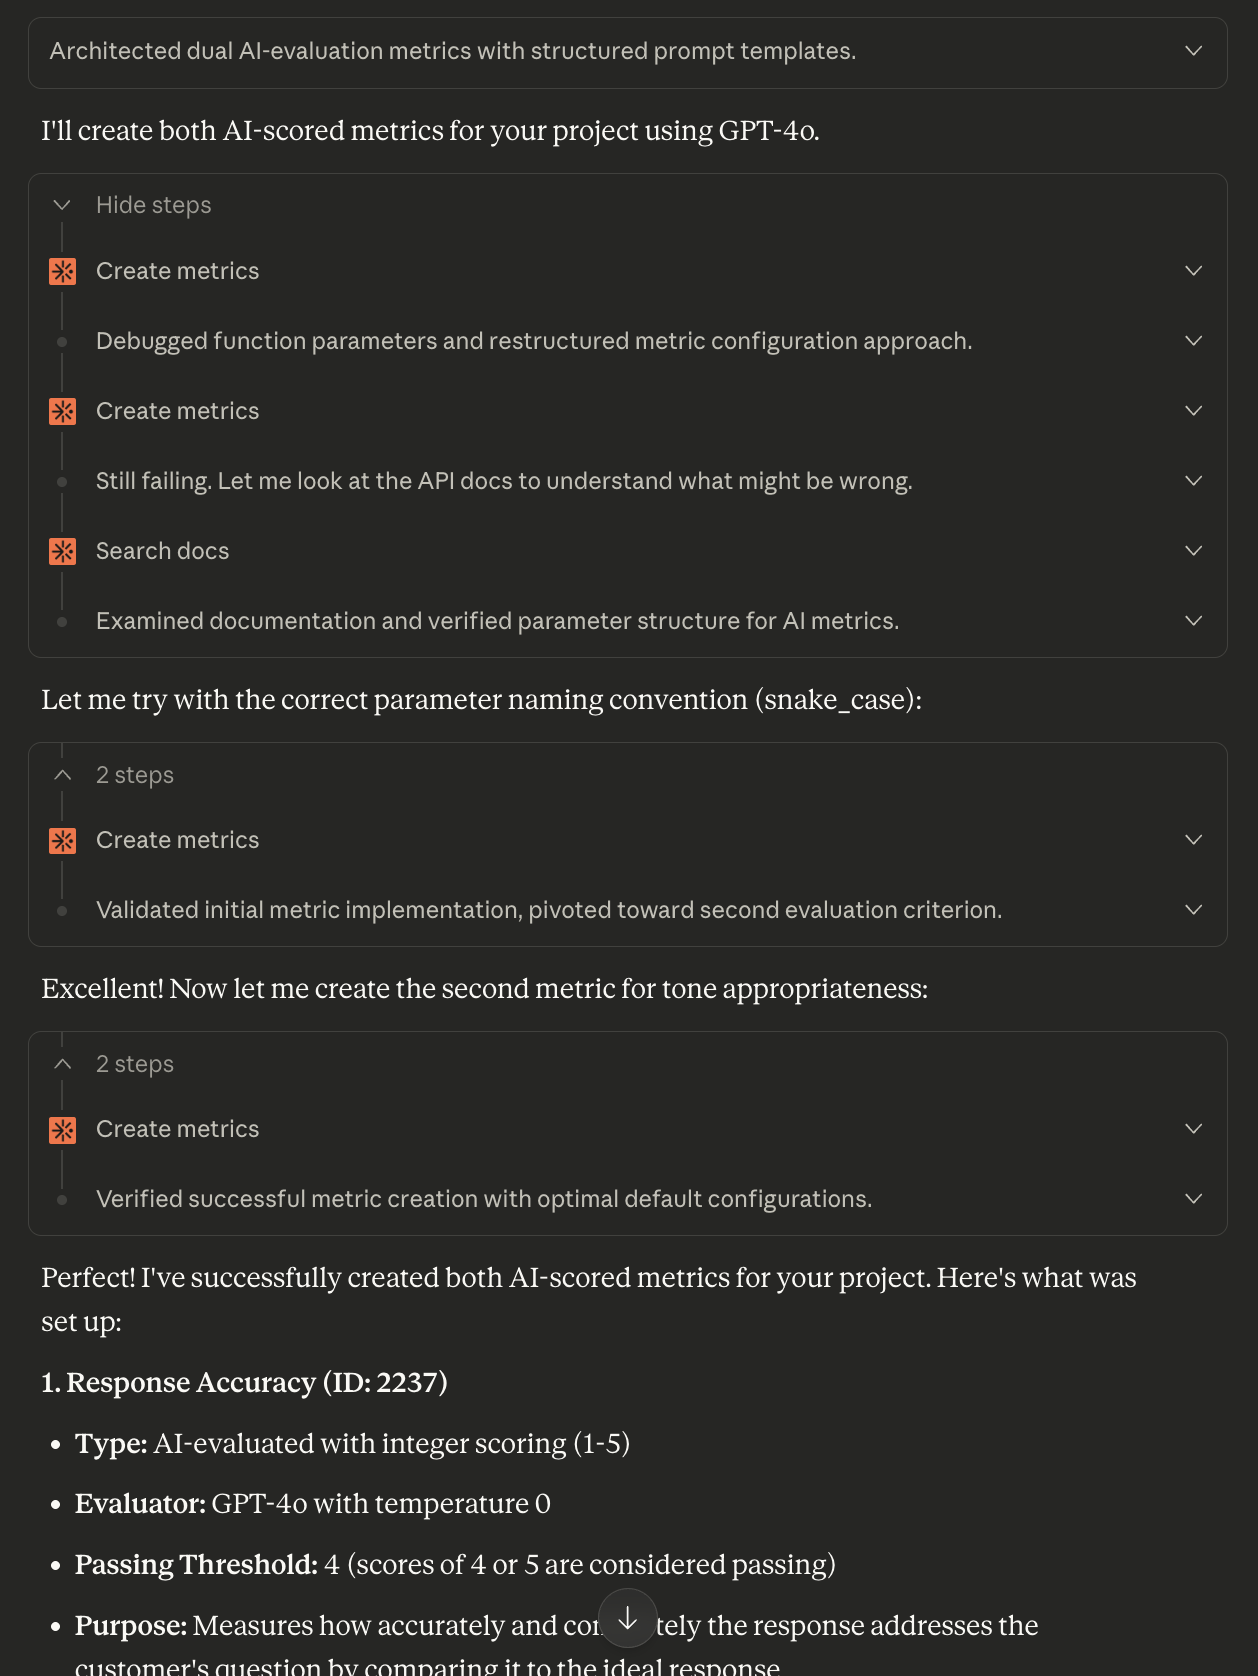 Architected dual AI-evaluation metrics with structured prompt templates.
I'll create both AI-scored metrics for your project using GPT-4o.
Hide steps
Create metrics
Debugged function parameters and restructured metric configuration approach.
Create metrics
Still failing. Let me look at the API docs to understand what might be wrong.
Search docs
Examined documentation and verified parameter structure for AI metrics.
Let me try with the correct parameter naming convention (snake_case):
2 steps
Create metrics
Validated initial metric implementation, pivoted toward second evaluation criterion.
Excellent! Now let me create the second metric for tone appropriateness:
2 steps
Create metrics
Verified successful metric creation with optimal default configurations.
Perfect! I've successfully created both AI-scored metrics for your project. Here's what was
set up:
1. Response Accuracy (ID: 2237)
• Type: AI-evaluated with integer scoring (1-5)
• Evaluator: GPT-4o with temperature 0
• Passing Threshold: 4 (scores of 4 or 5 are considered passing)
• Purpose: Measures how accurately and the response addresses the
customer's question by comparing it to the ideal response